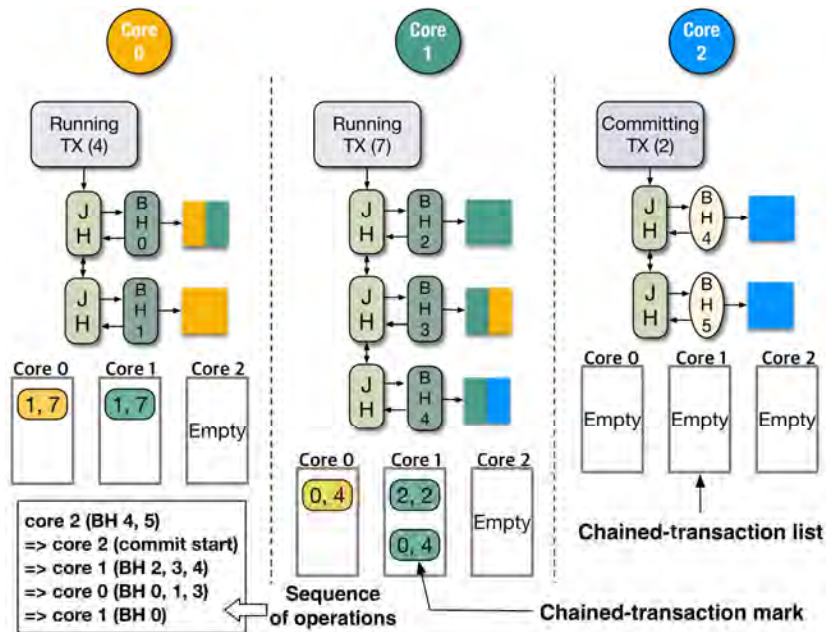 Core
0
Core
1
Core
2
Running
TX (4)
J
H
B
H
0
J
H
B
H
1
Core 0
Core 1
Core 2
1, 7
1, 7
Empty
core 2 (BH 4, 5)
=> core 2 (commit start)
=> core 1 (BH 2, 3, 4)
=> core 0 (BH 0, 1, 3)
=> core 1 (BH 0)
Running
TX (7)
J
H
B
H
2
J
H
B
H
3
J
H
B
H
4
Core 0
Core 1
Core 2
0, 4
2, 2
0, 4
Empty
Sequence
of operations
Committing
TX (2)
J
H
B
H
4
J
H
B
H
5
Core 0
Core 1
Core 2
Empty
Empty
Empty
Chained-transaction list
Chained-transaction mark